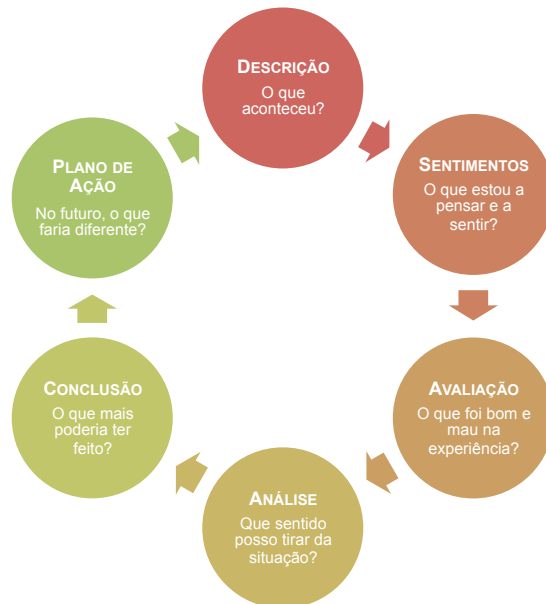 DESCRIÇÃO
O que
aconteceu?
SENTIMENTOS
O que estou a
pensar e a
sentir?
AVALIAÇÃO
O que foi bom e
mau na
experiência?
ANÁLISE
Que sentido
posso tirar da
situação?
CONCLUSÃO
O que mais
poderia ter
feito?
PLANO DE
AÇÃO
No futuro, o que
faria diferente?